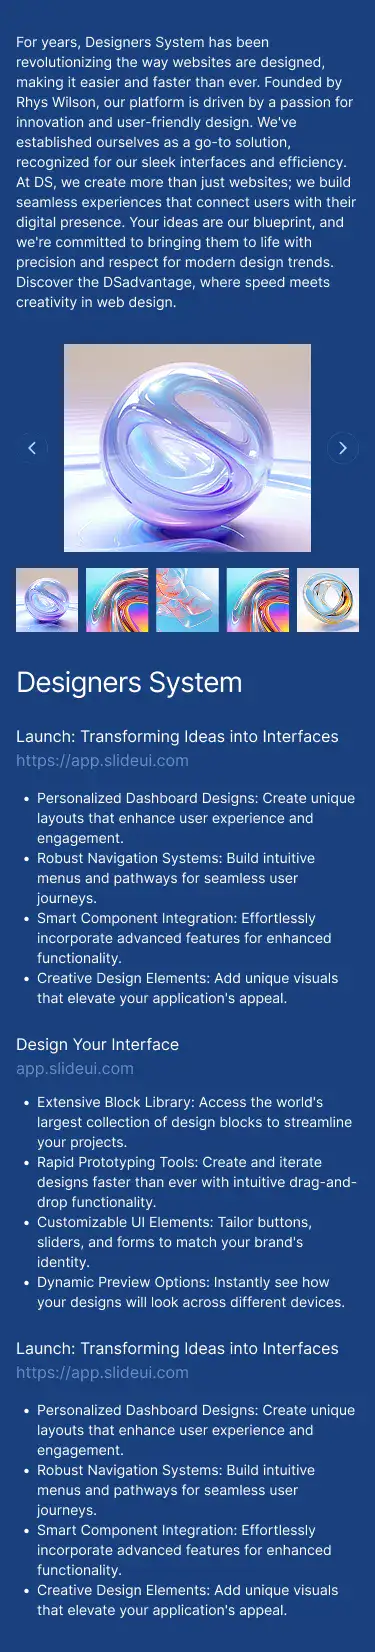 For years, Designers System has been
revolutionizing the way websites are designed,
making it easier and faster than ever. Founded by
Rhys Wilson, our platform is driven by a passion for
innovation and user-friendly design. We've
established ourselves as a go-to solution,
recognized for our sleek interfaces and efficiency.
At DS, we create more than just websites; we build
seamless experiences that connect users with their
digital presence. Your ideas are our blueprint, and
we're committed to bringing them to life with
precision and respect for modern design trends.
Discover the DSadvantage, where speed meets
creativity in web design.
Designers System
Launch: Transforming Ideas into Interfaces
https://app.slideui.com
• Personalized Dashboard Designs: Create unique
layouts that enhance user experience and
engagement.
• Robust Navigation Systems: Build intuitive
menus and pathways for seamless user
journeys.
• Smart Component Integration: Effortlessly
incorporate advanced features for enhanced
functionality.
• Creative Design Elements: Add unique visuals
that elevate your application's appeal.
Design Your Interface
app.slideui.com
• Extensive Block Library: Access the world's
largest collection of design blocks to streamline
your projects.
• Rapid Prototyping Tools: Create and iterate
designs faster than ever with intuitive drag-and-
drop functionality.
• Customizable UI Elements: Tailor buttons,
sliders, and forms to match your brand's
identity.
• Dynamic Preview Options: Instantly see how
your designs will look across different devices.
Launch: Transforming Ideas into Interfaces
https://app.slideui.com
• Personalized Dashboard Designs: Create unique
layouts that enhance user experience and
engagement.
• Robust Navigation Systems: Build intuitive
menus and pathways for seamless user
journeys.
• Smart Component Integration: Effortlessly
incorporate advanced features for enhanced
functionality.
• Creative Design Elements: Add unique visuals
that elevate your application's appeal.